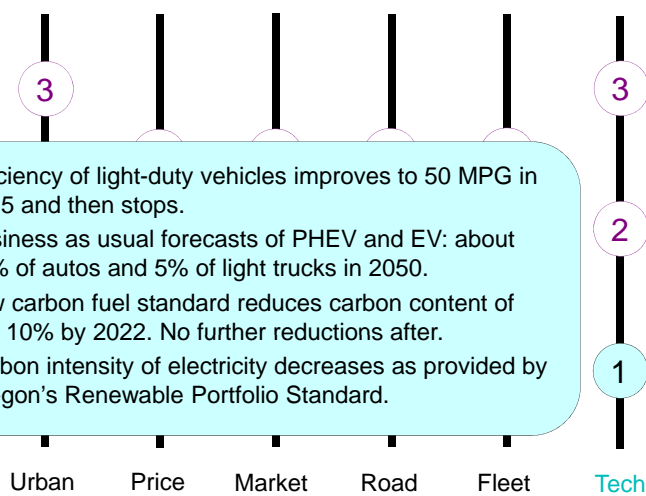 3
3
ciency of light-duty vehicles improves to 50 MPG in
5 and then stops.
siness as usual forecasts of PHEV and EV: about
% of autos and 5% of light trucks in 2050.
2
w carbon fuel standard reduces carbon content of
10% by 2022. No further reductions after.
bon intensity of electricity decreases as provided by
gon's Renewable Portfolio Standard.
1
Urban Price Market Road Fleet Tech